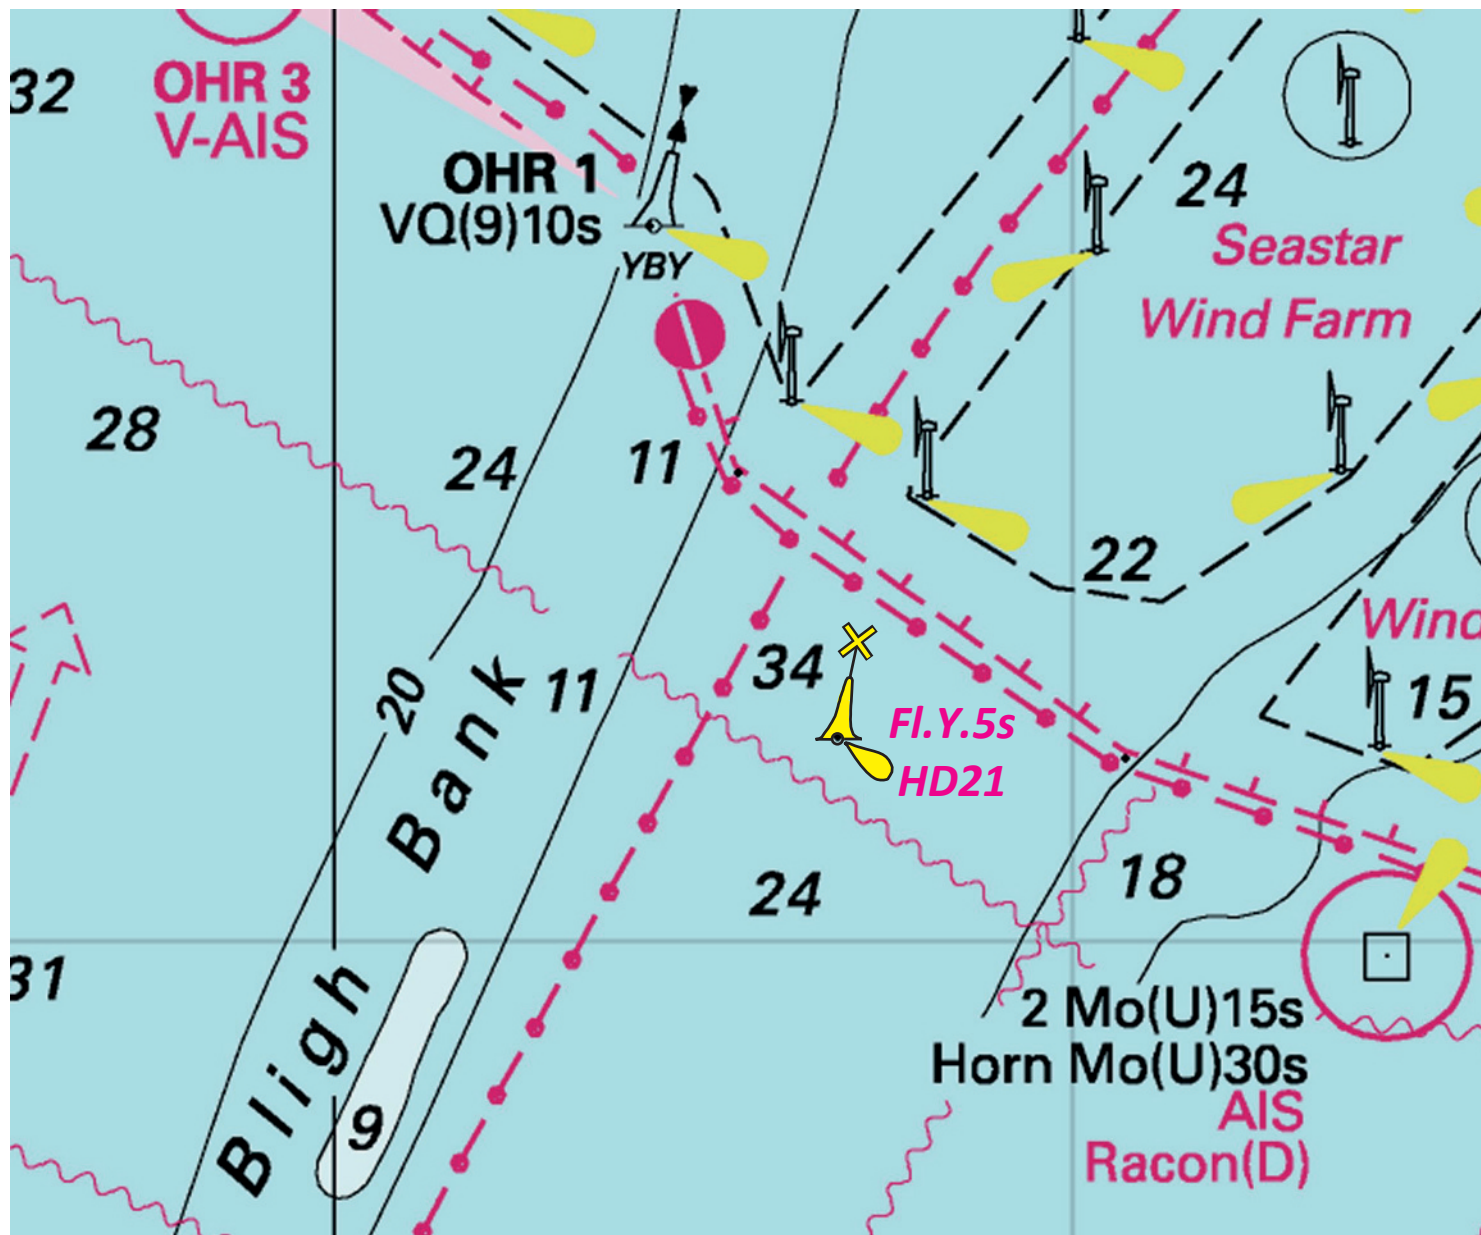 32
OHR 3
V-AIS
OHR 1
VQ(9)10s
YBY
24
Seastar
Wind Farm
28
24
11
22
Wind
34
11
15
20
Fl.Y.5s
HD21
Bligh Bank
18
24
31
2 Mo(U)15s
Horn Mo(U)30s
AIS
Racon(D)
9